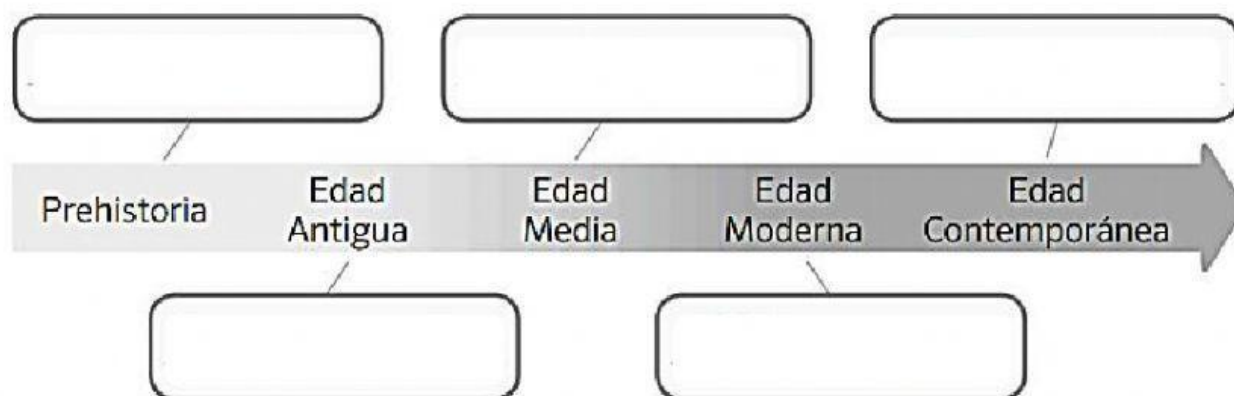 Prehistoria
Edad
Antigua
Edad
Media
Edad
Moderna
Edad
Contemporánea